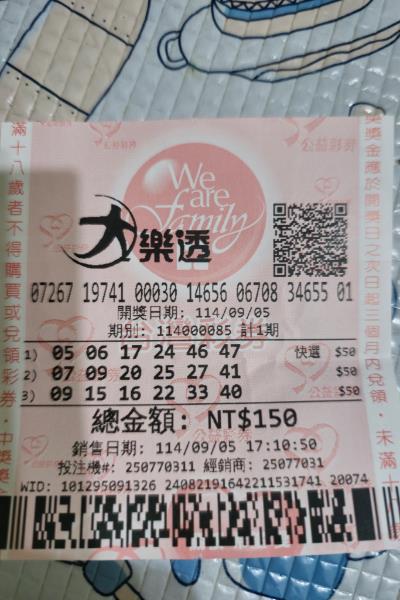 公益彩券
We are Family
大樂透
07267 19741 00030 14656 06708 34655 01
開獎日期: 114/09/05
期別: 114000085 計1期
1) 05 06 17 24 46 47 快選 $50
2) 07 09 20 25 27 41 $50
3) 09 15 16 22 33 40 $50
總金額: NT$150
銷售日期: 114/09/05 17:10:50
投注機#: 250770311 經銷商: 25077031
WID: 101295091326 24082191642211531741 20074
滿十八歲者不得購買或兌領彩券‧中獎獎
獎獎金應於開獎日之次日起三個月內兌領‧未滿十